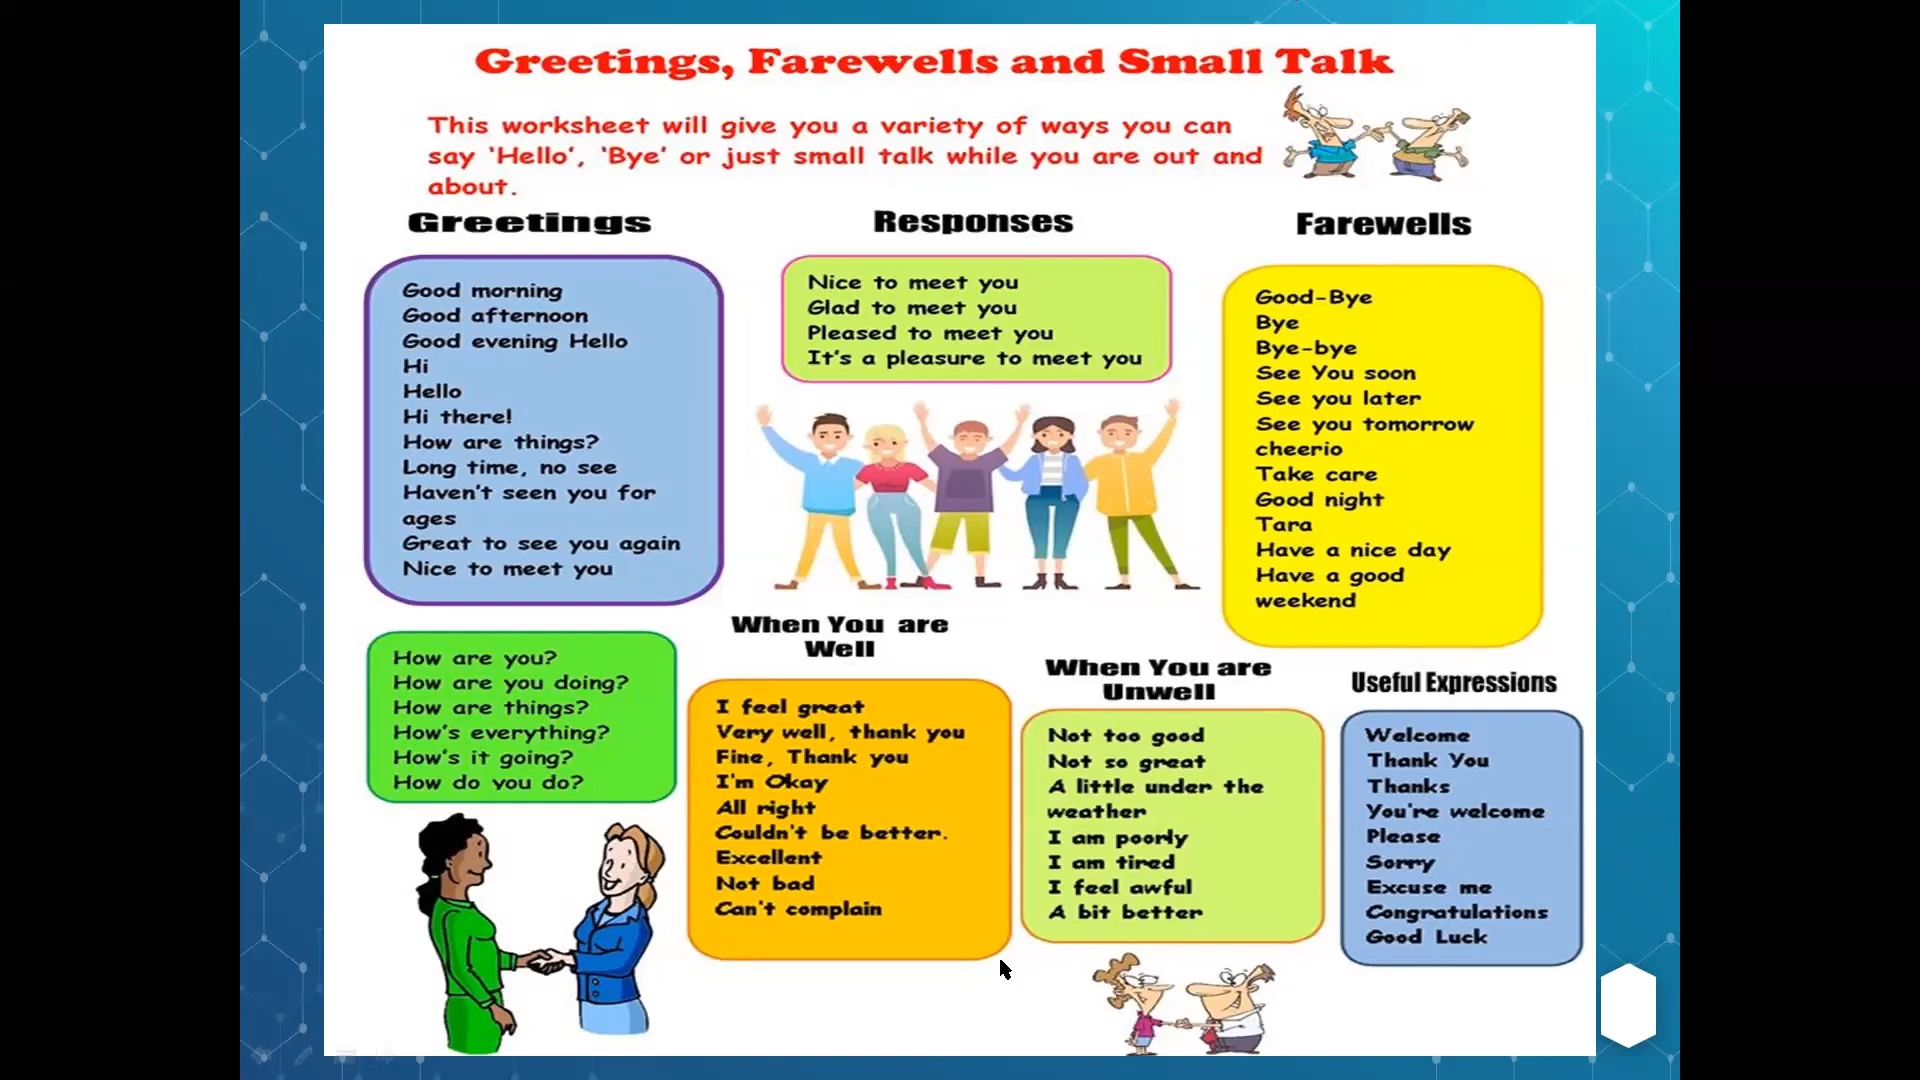 Greetings, Farewells and Small Talk
This worksheet will give you a variety of ways you can
say 'Hello', 'Bye' or just small talk while you are out and
about.
Greetings
Good morning
Good afternoon
Good evening Hello
Hi
Hello
Hi there!
How are things?
Long time, no see
Haven't seen you for
ages
Great to see you again
Nice to meet you
Responses
Nice to meet you
Glad to meet you
Pleased to meet you
It's a pleasure to meet you
Farewells
Good-Bye
Bye
Bye-bye
See You soon
See you later
See you tomorrow
cheerio
Take care
Good night
Tara
Have a nice day
Have a good
weekend
How are you?
How are you doing?
How are things?
How's everything?
How's it going?
How do you do?
When You are
Well
I feel great
Very well, thank you
Fine, Thank you
I'm Okay
All right
Couldn't be better.
Excellent
Not bad
Can't complain
When You are
Unwell
Not too good
Not so great
A little under the
weather
I am poorly
I am tired
I feel awful
A bit better
Useful Expressions
Welcome
Thank You
Thanks
You're welcome
Please
Sorry
Excuse me
Congratulations
Good Luck